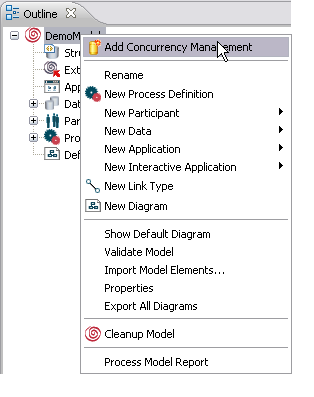 Outline
DemoModel
Add Concurrency Management
Rename
New Process Definition
New Participant
New Data
New Application
New Interactive Application
New Link Type
New Diagram
Show Default Diagram
Validate Model
Import Model Elements...
Properties
Export All Diagrams
Cleanup Model
Process Model Report
Stru
Ext
App
Dat
Par
Pro
Def